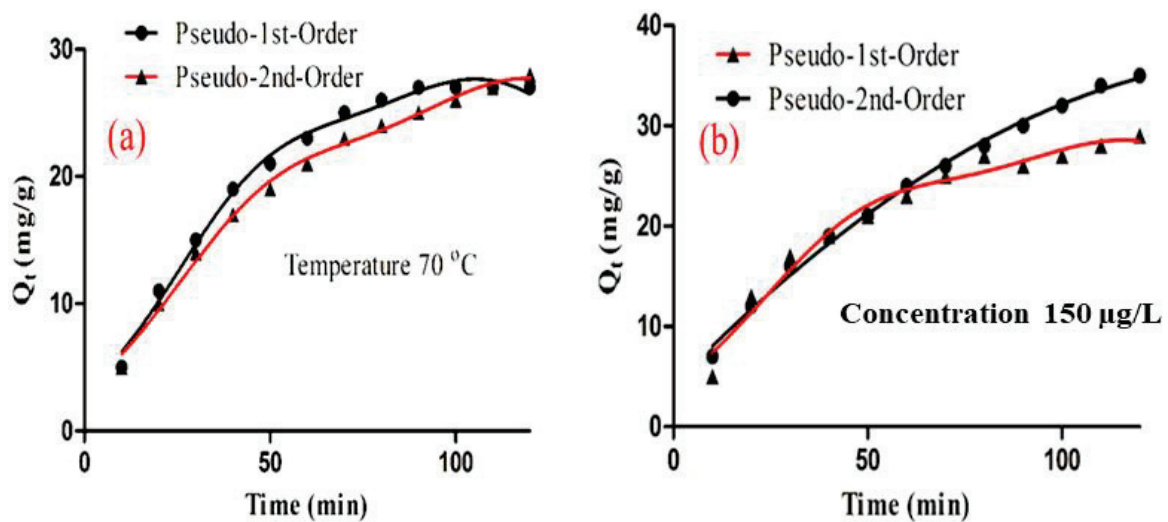 Pseudo-1st-Order
Pseudo-2nd-Order
(a)
Temperature 70 °C
Qt (mg/g)
30
20
10
0
0
50
100
Time (min)
Pseudo-1st-Order
Pseudo-2nd-Order
(b)
Concentration 150 µg/L
Qt (mg/g)
40
30
20
10
0
0
50
100
Time (min)